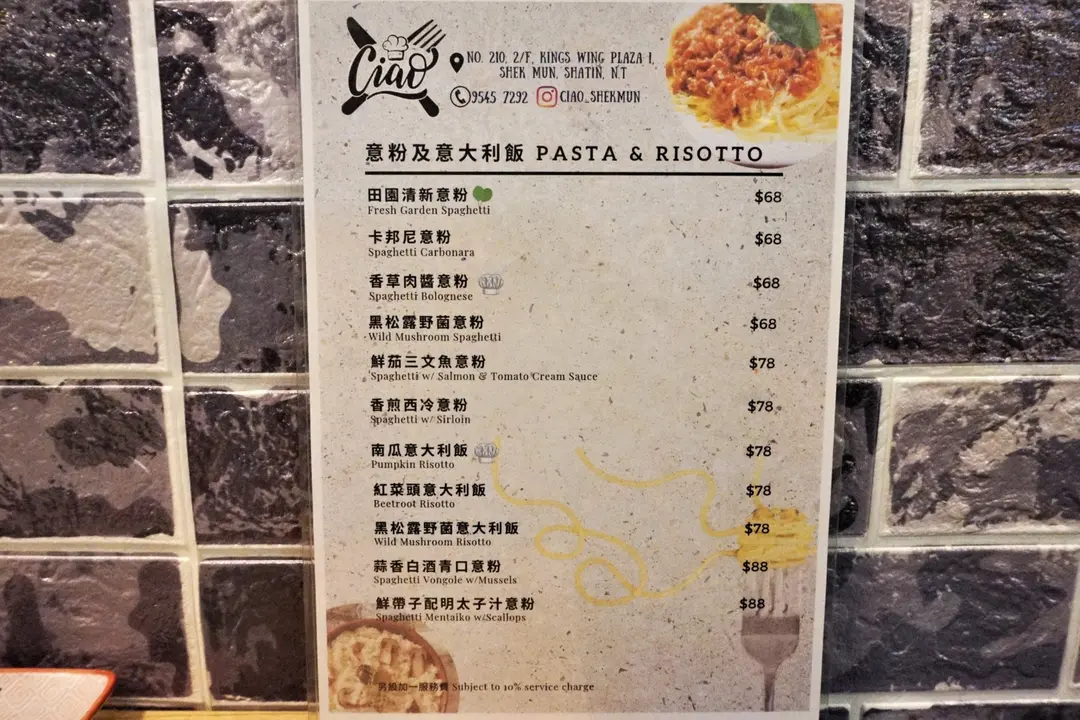 Ciao
NO. 210, 2/F, KINGS WING PLAZA 1,
SHEK MUN, SHATIN, N.T
9545 7292 CIAO_SHEKMUN
意粉及意大利飯 PASTA & RISOTTO
田園清新意粉 $68
Fresh Garden Spaghetti
卡邦尼意粉 $68
Spaghetti Carbonara
香草肉醬意粉 $68
Spaghetti Bolognese
黑松露野菌意粉 $68
Wild Mushroom Spaghetti
鮮茄三文魚意粉 $78
Spaghetti w/ Salmon & Tomato Cream Sauce
香煎西冷意粉 $78
Spaghetti w/ Sirloin
南瓜意大利飯 $78
Pumpkin Risotto
紅菜頭意大利飯 $78
Beetroot Risotto
黑松露野菌意大利飯 $78
Wild Mushroom Risotto
蒜香白酒青口意粉 $88
Spaghetti Vongole w/Mussels
鮮帶子配明太子汁意粉 $88
Spaghetti Mentaiko w/Scallops
另設加一服務費 Subject to 10% service charge